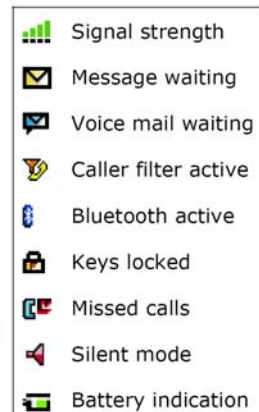 Signal strength
Message waiting
Voice mail waiting
Caller filter active
Bluetooth active
Keys locked
Missed calls
Silent mode
Battery indication